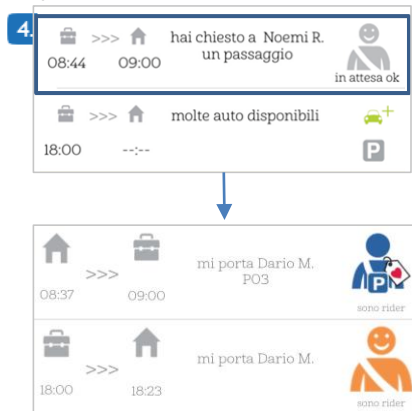 4.
>>> hai chiesto a Noemi R.
08:44 09:00 un passaggio
in attesa ok
>>> molte auto disponibili
18:00 --:-- P
>>> mi porta Dario M.
08:37 09:00 P03
P
sono rider
>>> mi porta Dario M.
18:00 18:23
sono rider